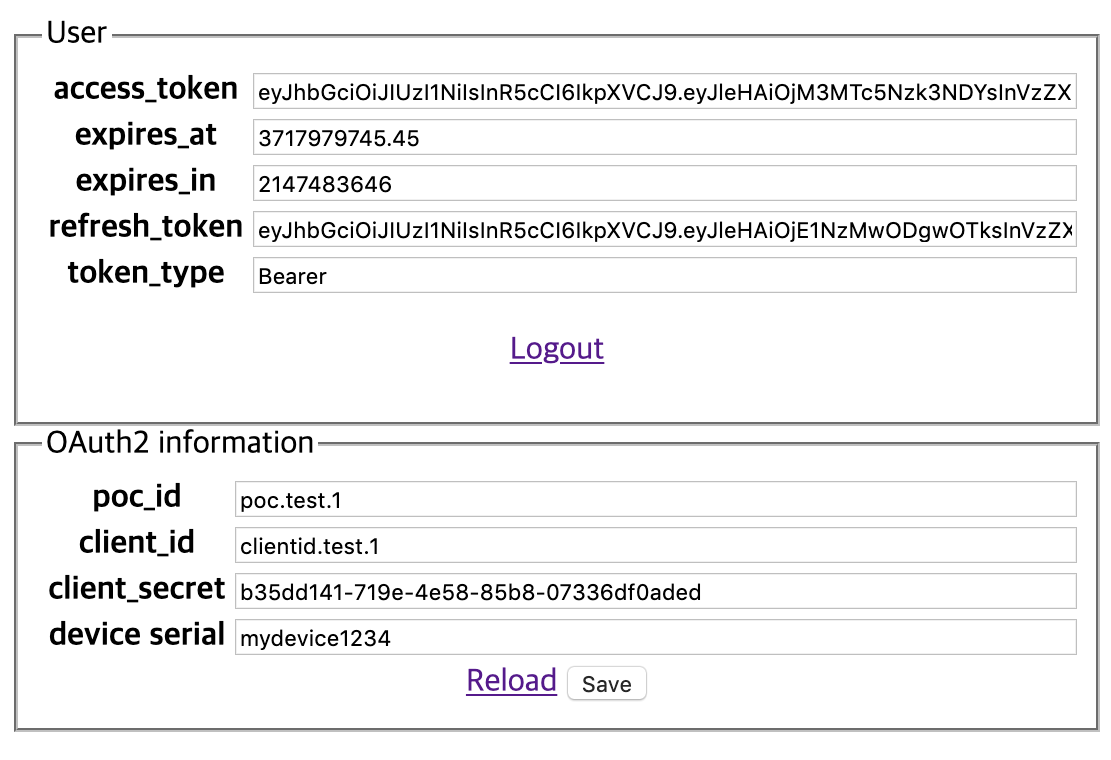 User
access_token eyJhbGciOiJIUzI1NiIsInR5cCI6IkpXVCJ9.eyJleHAiOjM3MTc5Nzk3NDYsInVzZX
expires_at 3717979745.45
expires_in 2147483646
refresh_token eyJhbGciOiJIUzI1NiIsInR5cCI6IkpXVCJ9.eyJleHAiOjE1NzMwODgwOTksInVzZX
token_type Bearer
Logout
OAuth2 information
poc_id poc.test.1
client_id clientid.test.1
client_secret b35dd141-719e-4e58-85b8-07336df0aded
device serial mydevice1234
Reload Save